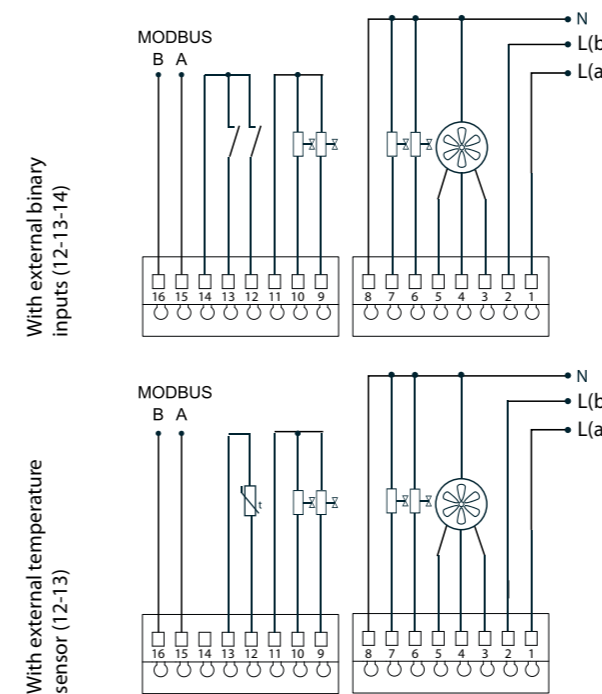 With external binary
inputs (12-13-14)
MODBUS
B A
N
L(b
L(a
16 15 14 13 12 11 10 9
8 7 6 5 4 3 2 1
With external temperature
sensor (12-13)
MODBUS
B A
t
N
L(b
L(a
16 15 14 13 12 11 10 9
8 7 6 5 4 3 2 1